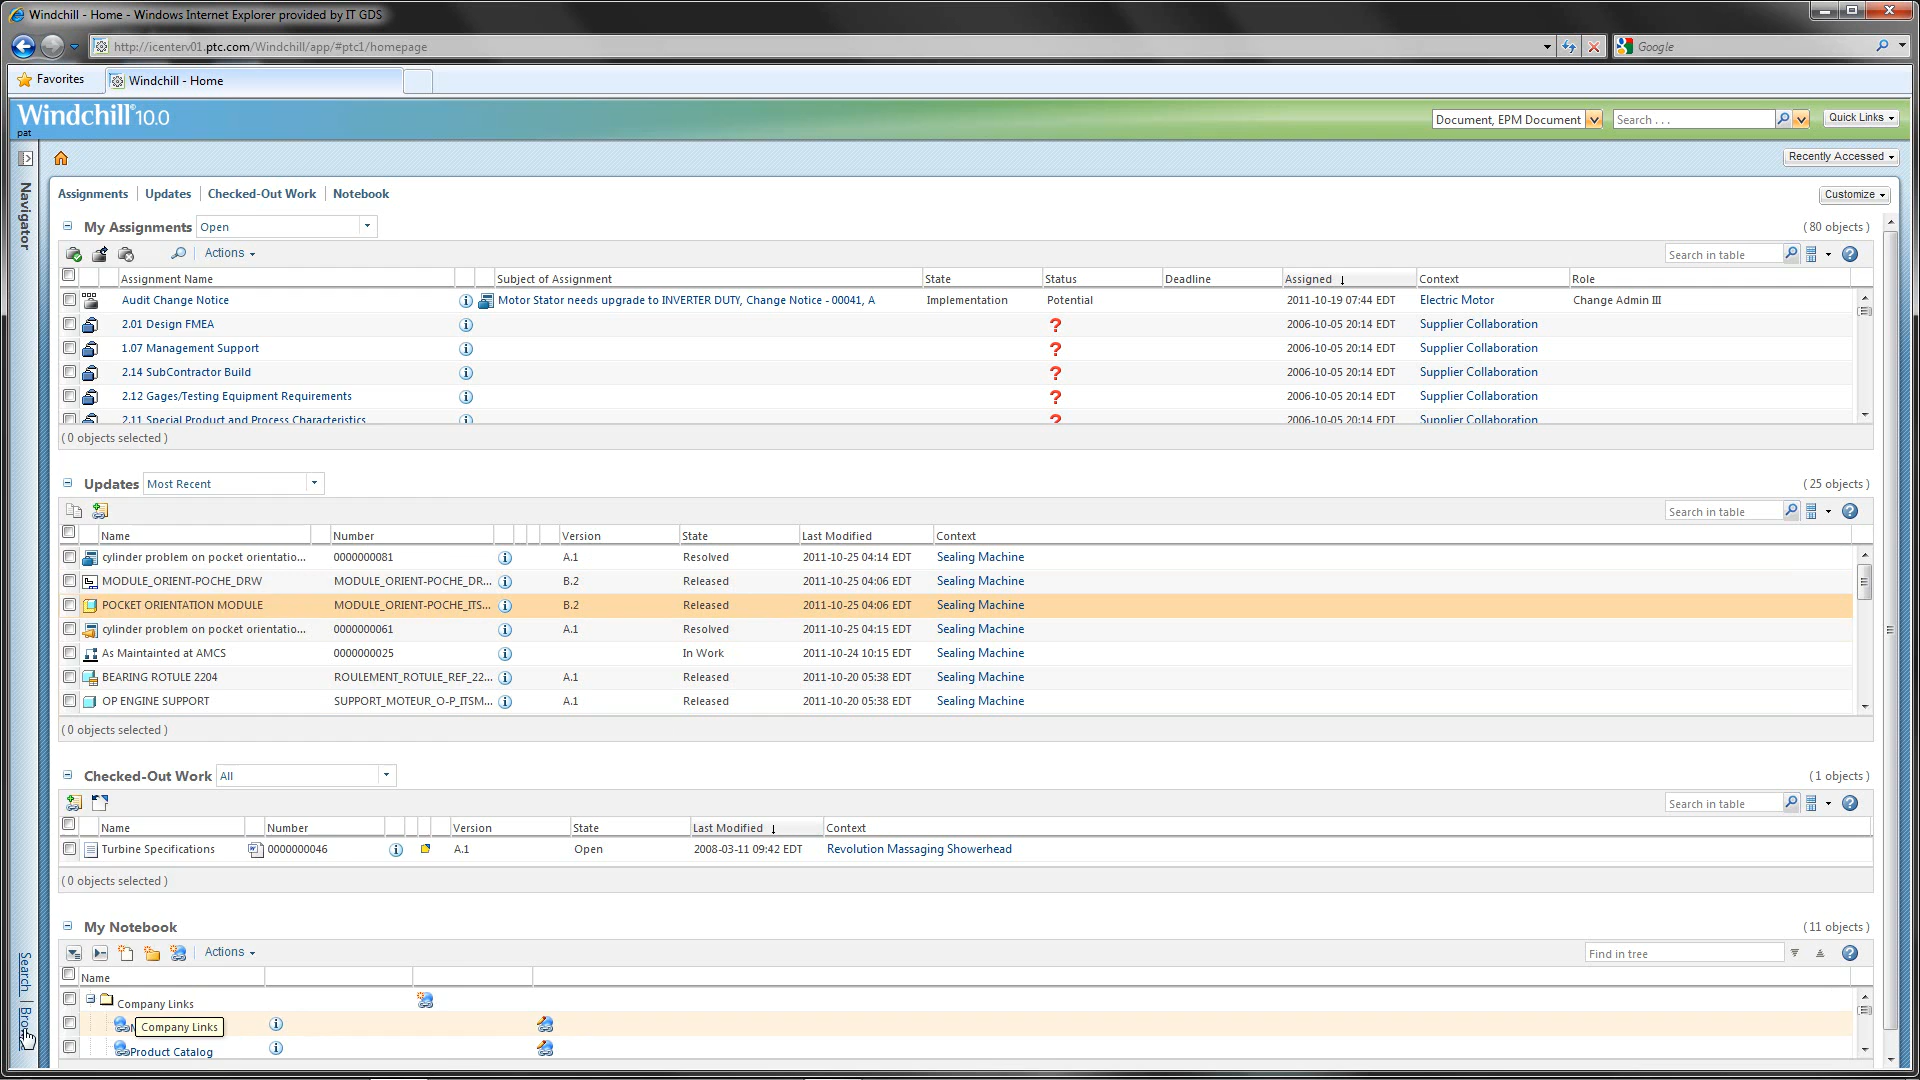 Windchill - Home - Windows Internet Explorer provided by IT GDS
http://icenterv01.ptc.com/Windchill/app/#ptc1/homepage
Google
Favorites
Windchill - Home
Windchill 10.0
pat
Document, EPM Document
Search . . .
Quick Links
Recently Accessed
Navigator
Assignments | Updates | Checked-Out Work | Notebook
Customize
My Assignments Open ( 80 objects )
Actions
Search in table
Assignment Name Subject of Assignment State Status Deadline Assigned Context Role
Audit Change Notice Motor Stator needs upgrade to INVERTER DUTY, Change Notice - 00041, A Implementation Potential 2011-10-19 07:44 EDT Electric Motor Change Admin III
2.01 Design FMEA ? 2006-10-05 20:14 EDT Supplier Collaboration
1.07 Management Support ? 2006-10-05 20:14 EDT Supplier Collaboration
2.14 SubContractor Build ? 2006-10-05 20:14 EDT Supplier Collaboration
2.12 Gages/Testing Equipment Requirements ? 2006-10-05 20:14 EDT Supplier Collaboration
2.11 Special Product and Process Characteristics ? 2006-10-05 20:14 EDT Supplier Collaboration
( 0 objects selected )
Updates Most Recent ( 25 objects )
Search in table
Name Number Version State Last Modified Context
cylinder problem on pocket orientatio... 0000000081 A.1 Resolved 2011-10-25 04:14 EDT Sealing Machine
MODULE_ORIENT-POCHE_DRW MODULE_ORIENT-POCHE_DR... B.2 Released 2011-10-25 04:06 EDT Sealing Machine
POCKET ORIENTATION MODULE MODULE_ORIENT-POCHE_ITS... B.2 Released 2011-10-25 04:06 EDT Sealing Machine
cylinder problem on pocket orientatio... 0000000061 A.1 Resolved 2011-10-25 04:15 EDT Sealing Machine
As Maintainted at AMCS 0000000025 In Work 2011-10-24 10:15 EDT Sealing Machine
BEARING ROTULE 2204 ROULEMENT_ROTULE_REF_22... A.1 Released 2011-10-20 05:38 EDT Sealing Machine
OP ENGINE SUPPORT SUPPORT_MOTEUR_O-P_ITSM... A.1 Released 2011-10-20 05:38 EDT Sealing Machine
( 0 objects selected )
Checked-Out Work All ( 1 objects )
Search in table
Name Number Version State Last Modified Context
Turbine Specifications 0000000046 A.1 Open 2008-03-11 09:42 EDT Revolution Massaging Showerhead
( 0 objects selected )
My Notebook ( 11 objects )
Actions
Find in tree
Name
Company Links
Company Links
Product Catalog
Search |